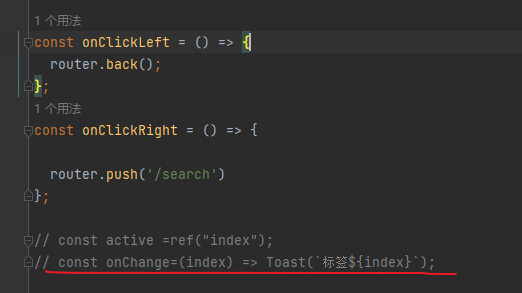 1 个用法
const onClickLeft = () => {
router.back();
};
1 个用法
const onClickRight = () => {
router.push('/search')
};
// const active =ref("index");
// const onChange=(index) => Toast(`标签${index}`);